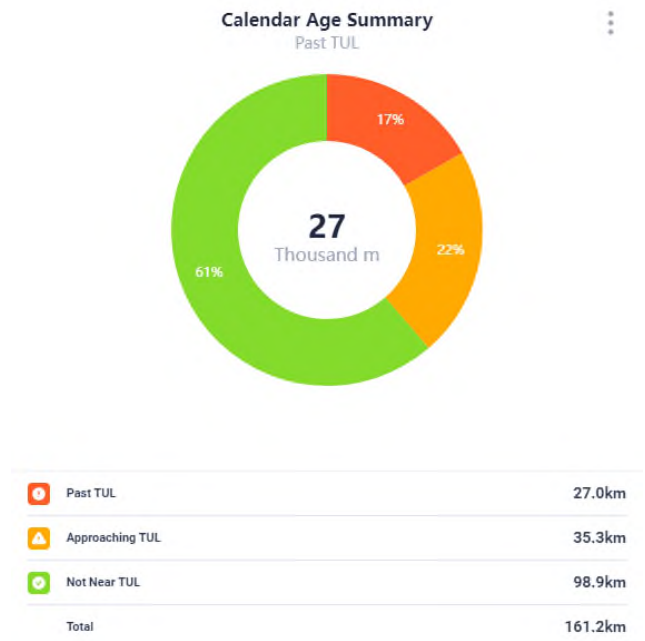 Calendar Age Summary
Past TUL
17%
22%
61%
27
Thousand m
Past TUL 27.0km
Approaching TUL 35.3km
Not Near TUL 98.9km
Total 161.2km